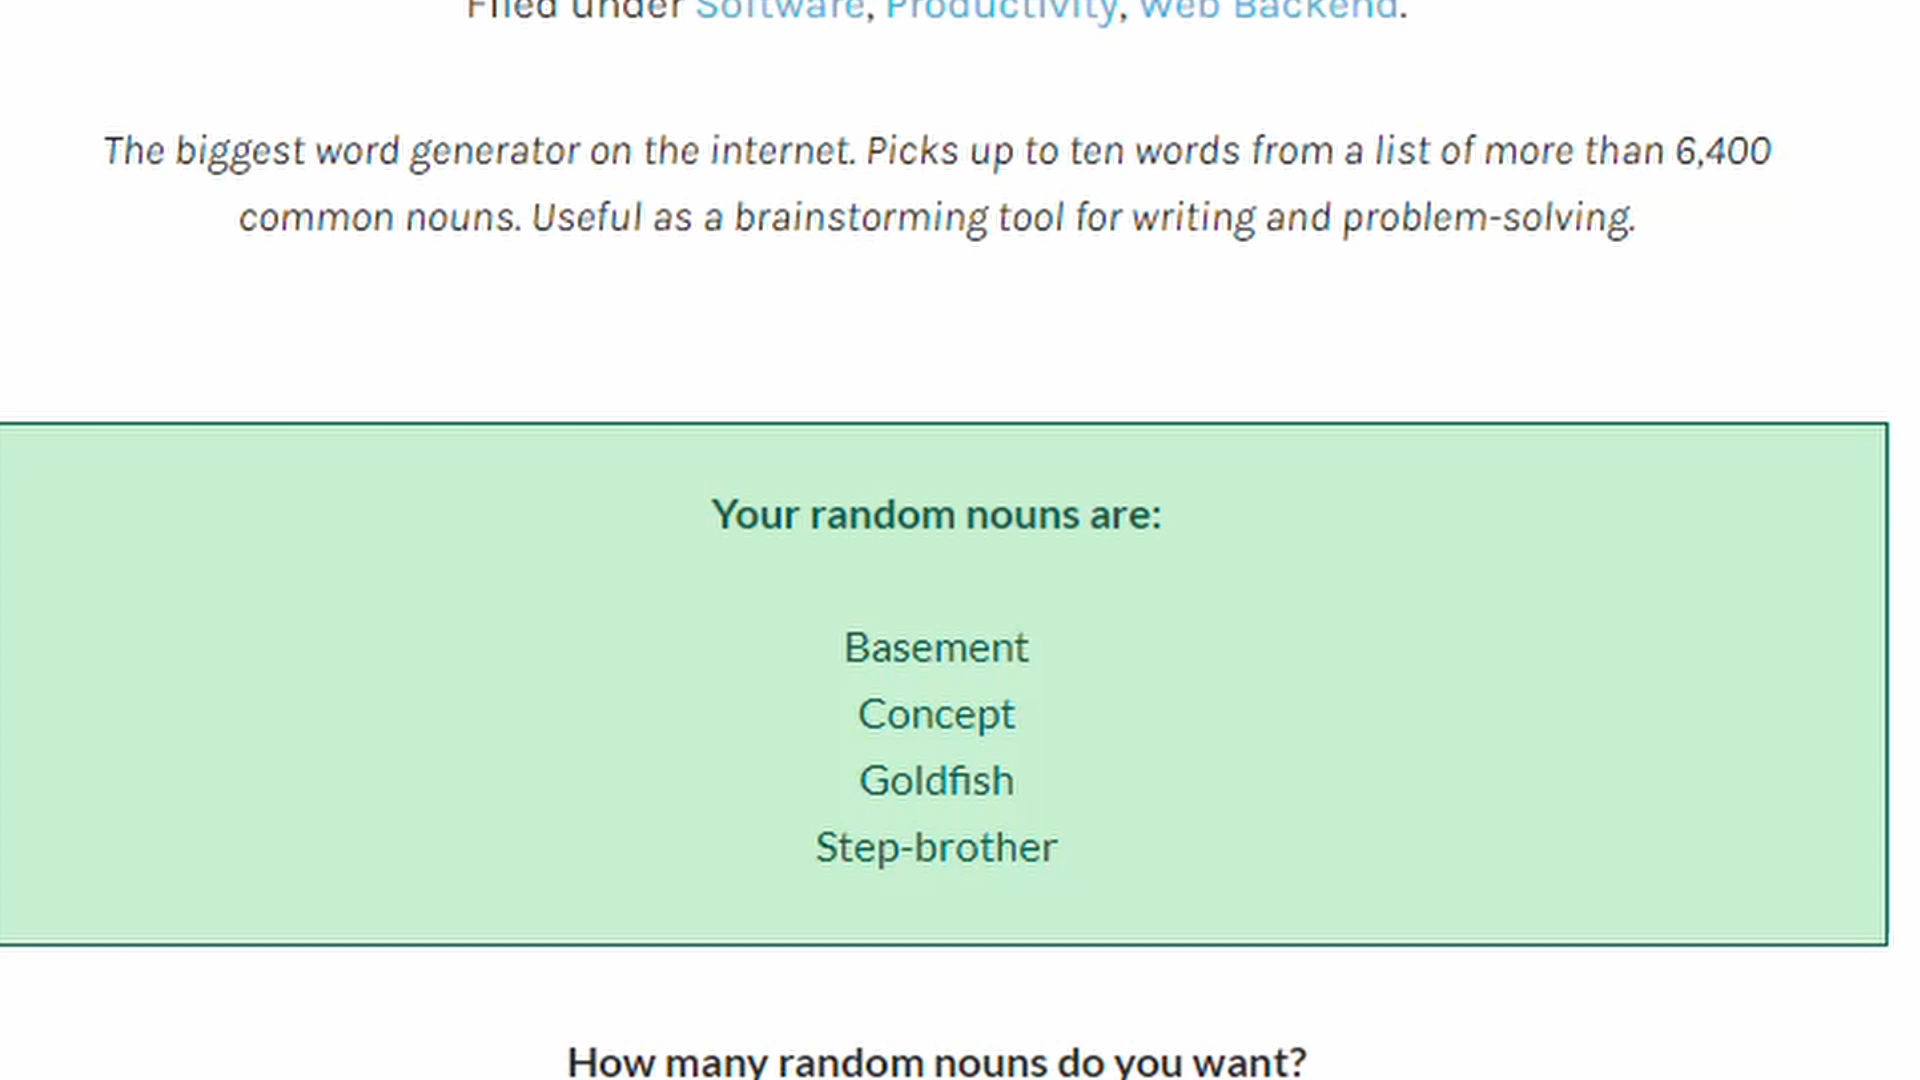 Filed under Software, Productivity, Web Backend.
The biggest word generator on the internet. Picks up to ten words from a list of more than 6,400
common nouns. Useful as a brainstorming tool for writing and problem-solving.
Your random nouns are:
Basement
Concept
Goldfish
Step-brother
How many random nouns do you want?